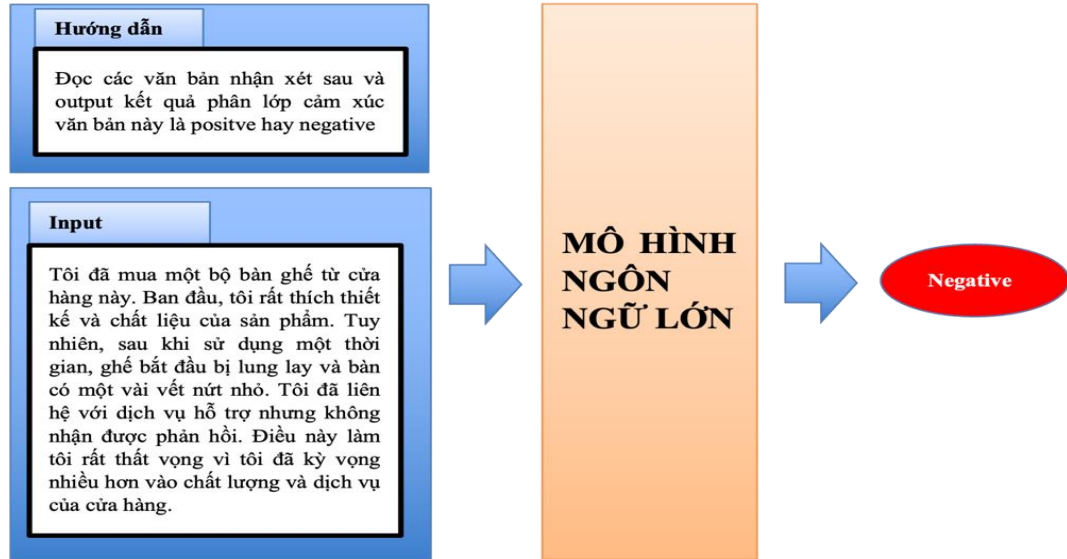 Hướng dẫn
Đọc các văn bản nhận xét sau và
output kết quả phân lớp cảm xúc
văn bản này là positve hay negative
Input
Tôi đã mua một bộ bàn ghế từ cửa
hàng này. Ban đầu, tôi rất thích thiết
kế và chất liệu của sản phẩm. Tuy
nhiên, sau khi sử dụng một thời
gian, ghế bắt đầu bị lung lay và bàn
có một vài vết nứt nhỏ. Tôi đã liên
hệ với dịch vụ hỗ trợ nhưng không
nhận được phản hồi. Điều này làm
tôi rất thất vọng vì tôi đã kỳ vọng
nhiều hơn vào chất lượng và dịch vụ
của cửa hàng.
MÔ HÌNH
NGÔN
NGỮ LỚN
Negative